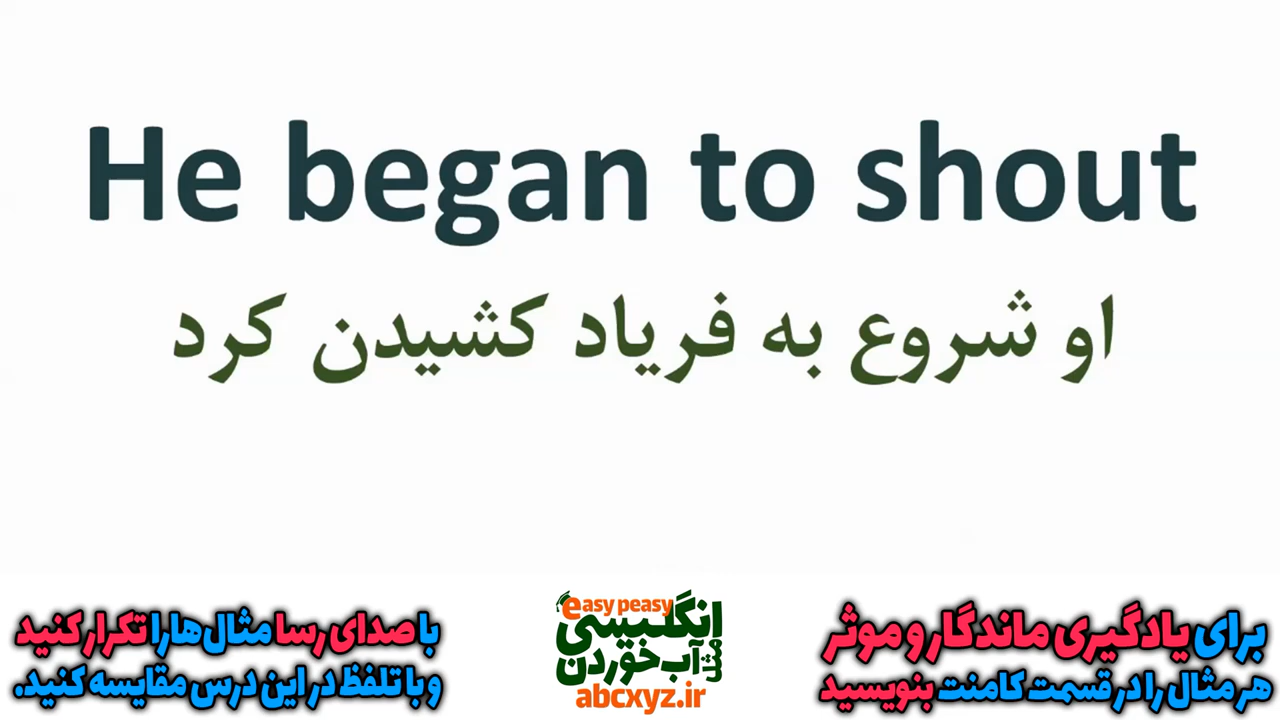 He began to shout
او شروع به فریاد کشیدن کرد
برای یادگیری ماندگار و موثر
هر مثال را در قسمت کامنت بنویسید
easy peasy
انگلیسی
مثل
آب خوردن
abcxyz.ir
با صدای رسا مثال‌ها را تکرار کنید
و با تلفظ در این درس مقایسه کنید.